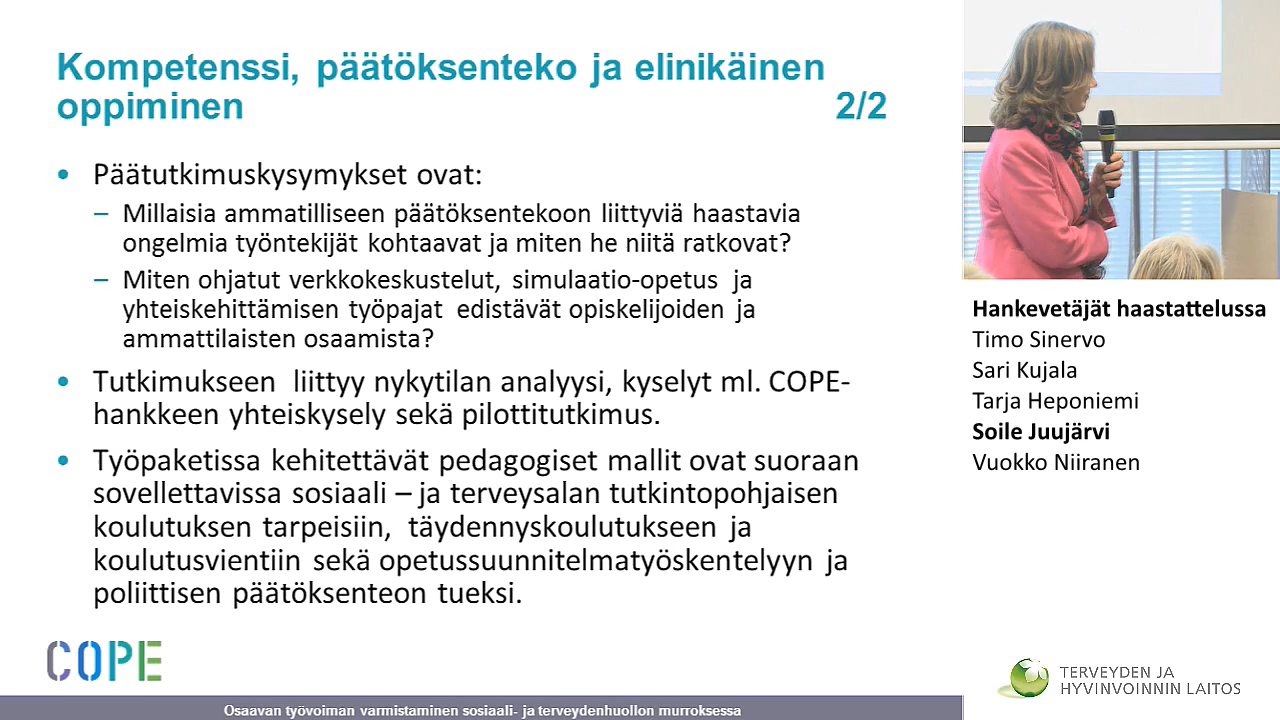 Kompetenssi, päätöksenteko ja elinikäinen
oppiminen 2/2
• Päätutkimuskysymykset ovat:
– Millaisia ammatilliseen päätöksentekoon liittyviä haastavia
ongelmia työntekijät kohtaavat ja miten he niitä ratkovat?
– Miten ohjatut verkkokeskustelut, simulaatio-opetus ja
yhteiskehittämisen työpajat edistävät opiskelijoiden ja
ammattilaisten osaamista?
• Tutkimukseen liittyy nykytilan analyysi, kyselyt ml. COPE-
hankkeen yhteiskysely sekä pilottitutkimus.
• Työpaketissa kehitettävät pedagogiset mallit ovat suoraan
sovellettavissa sosiaali – ja terveysalan tutkintopohjaisen
koulutuksen tarpeisiin, täydennyskoulutukseen ja
koulutusvientiin sekä opetussuunnitelmatyöskentelyyn ja
poliittisen päätöksenteon tueksi.
COPE
Osaavan työvoiman varmistaminen sosiaali- ja terveydenhuollon murroksessa
Hankevetäjät haastattelussa
Timo Sinervo
Sari Kujala
Tarja Heponiemi
Soile Juujärvi
Vuokko Niiranen
TERVEYDEN JA
HYVINVOINNIN LAITOS